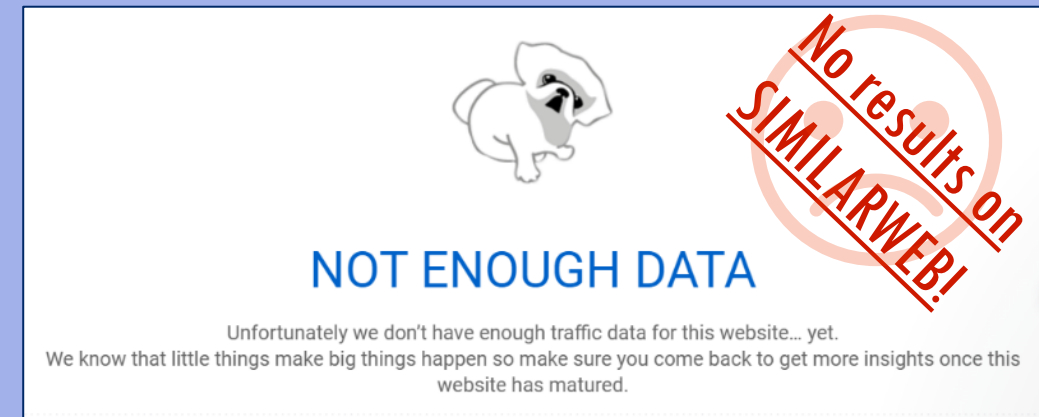 No results on
SIMILARWEB!
NOT ENOUGH DATA
Unfortunately we don't have enough traffic data for this website... yet.
We know that little things make big things happen so make sure you come back to get more insights once this
website has matured.